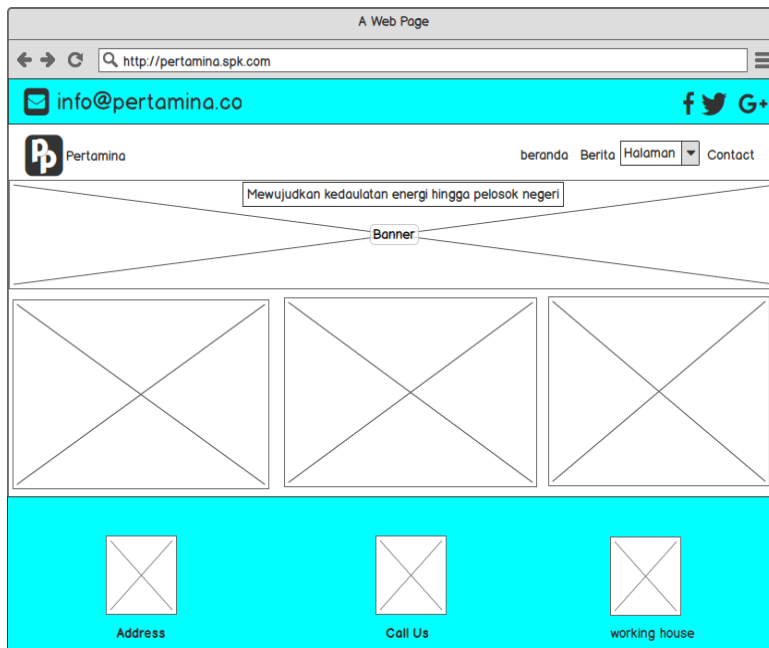 A Web Page
http://pertamina.spk.com
info@pertamina.co
Pertamina beranda Berita Halaman Contact
Mewujudkan kedaulatan energi hingga pelosok negeri
Banner
Address Call Us working house